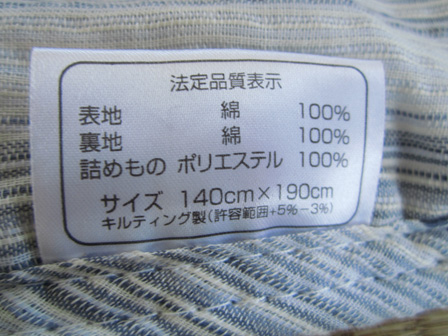 法定品質表示
表地 綿 100%
裏地 綿 100%
詰めもの ポリエステル 100%
サイズ 140cm×190cm
キルティング製(許容範囲+5%−3%)